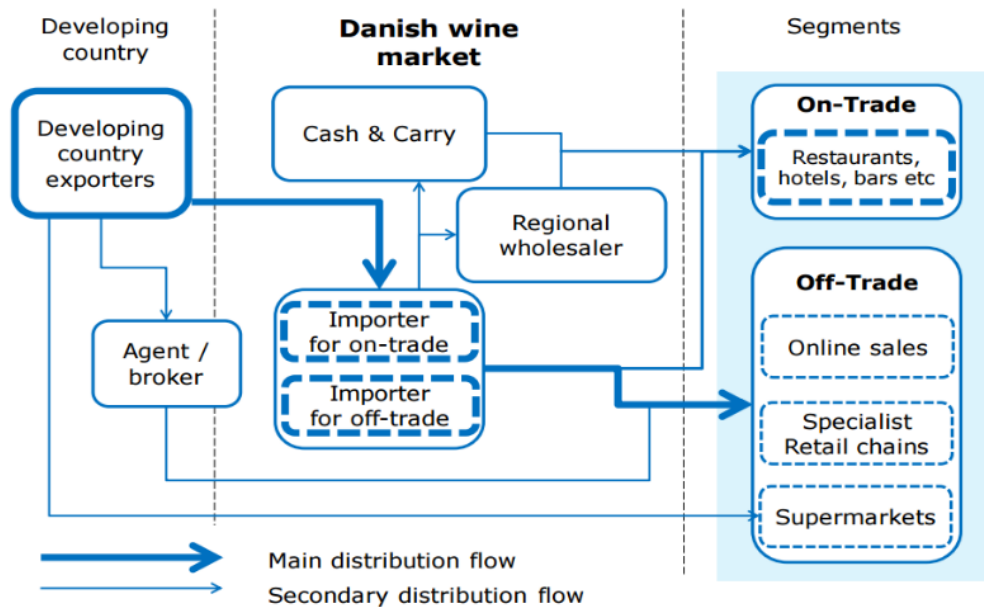 Developing
country
Danish wine
market
Segments
Developing
country
exporters
Cash & Carry
Regional
wholesaler
On-Trade
Restaurants,
hotels, bars etc
Agent /
broker
Importer
for on-trade
Importer
for off-trade
Off-Trade
Online sales
Specialist
Retail chains
Supermarkets
Main distribution flow
Secondary distribution flow